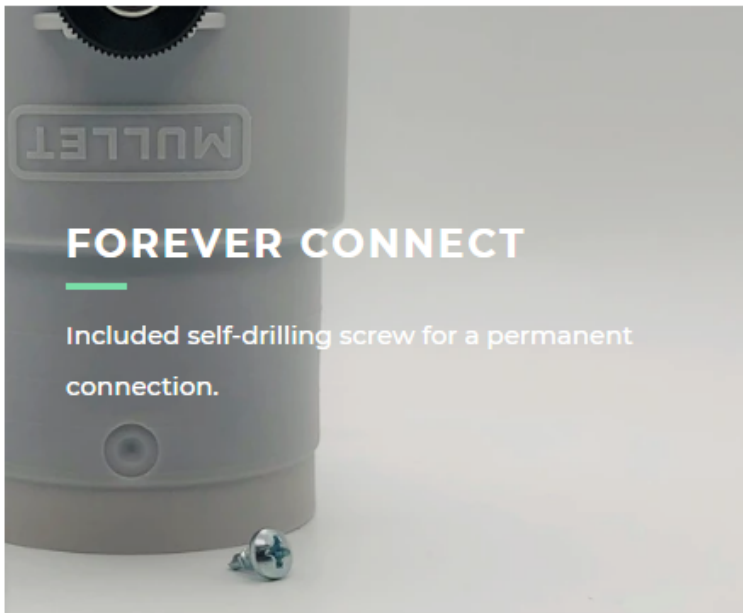 MULLET
FOREVER CONNECT
Included self-drilling screw for a permanent
connection.